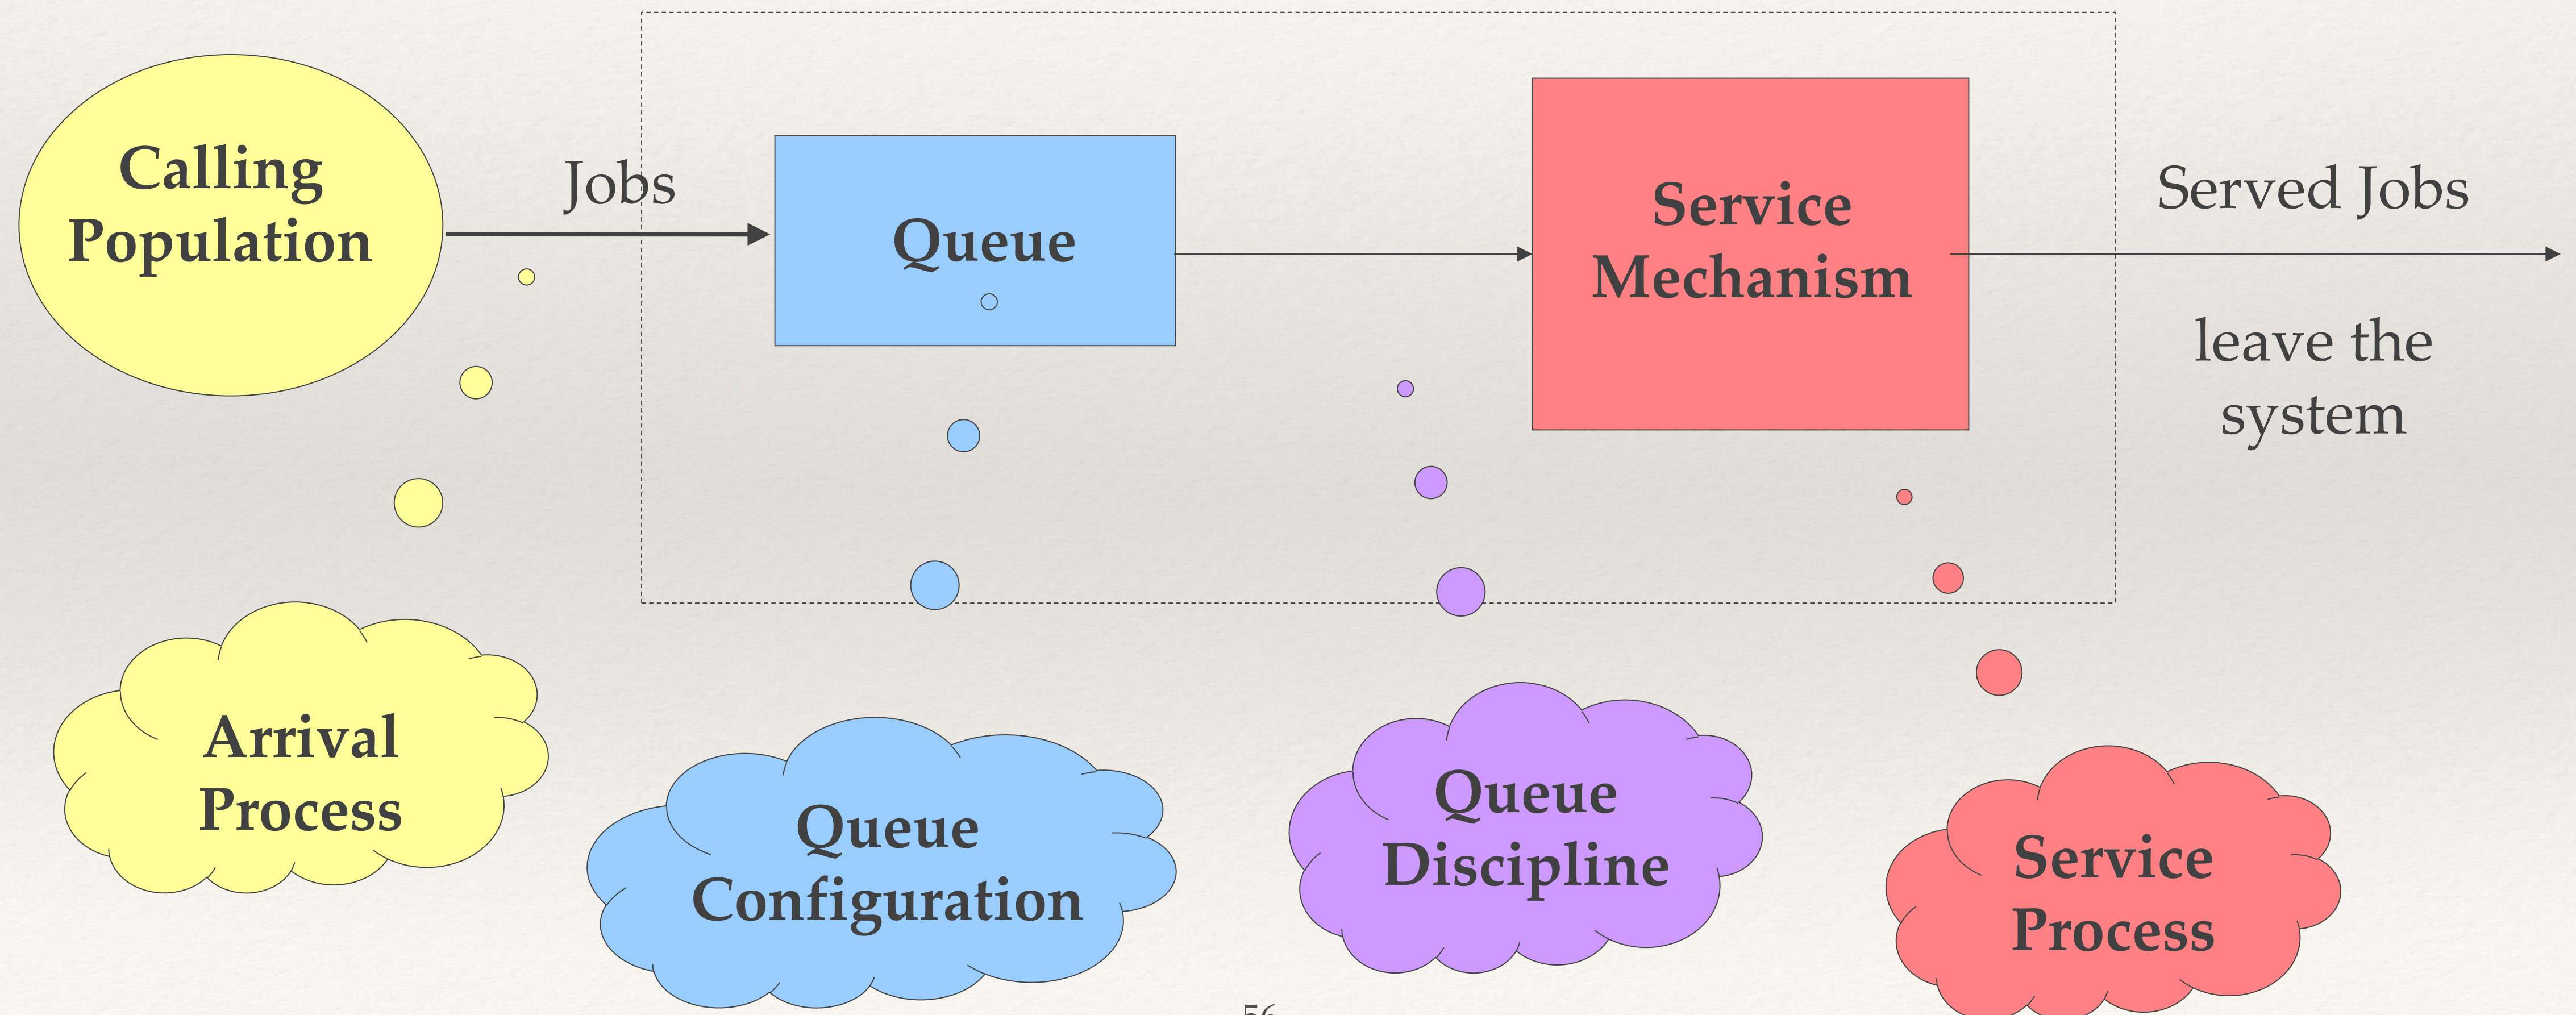 Calling
Population
Jobs
Queue
Service
Mechanism
Served Jobs
leave the
system
Arrival
Process
Queue
Configuration
Queue
Discipline
Service
Process
56